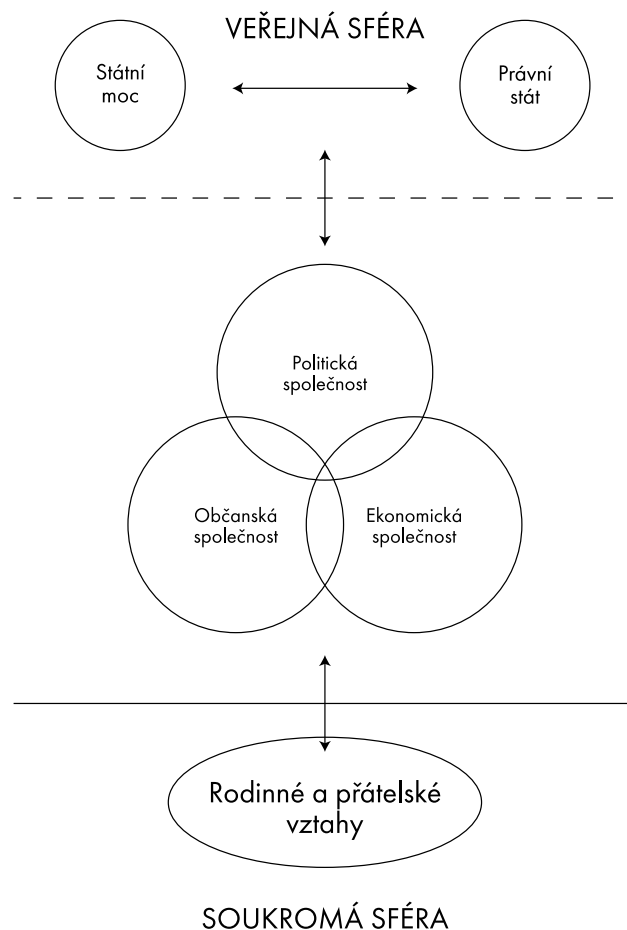 VEŘEJNÁ SFÉRA
Státní
moc
Právní
stát
Politická
společnost
Občanská
společnost
Ekonomická
společnost
Rodinné a přátelské
vztahy
SOUKROMÁ SFÉRA